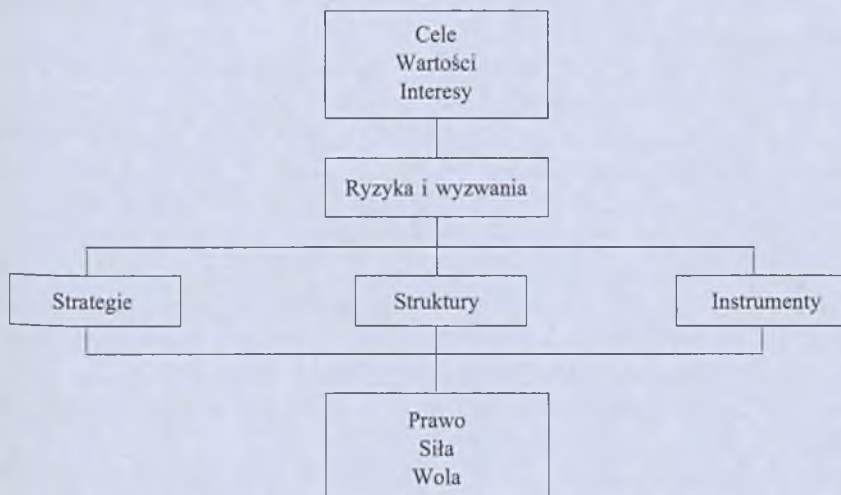 Cele
Wartości
Interesy
Ryzyka i wyzwania
Strategie
Struktury
Instrumenty
Prawo
Siła
Wola